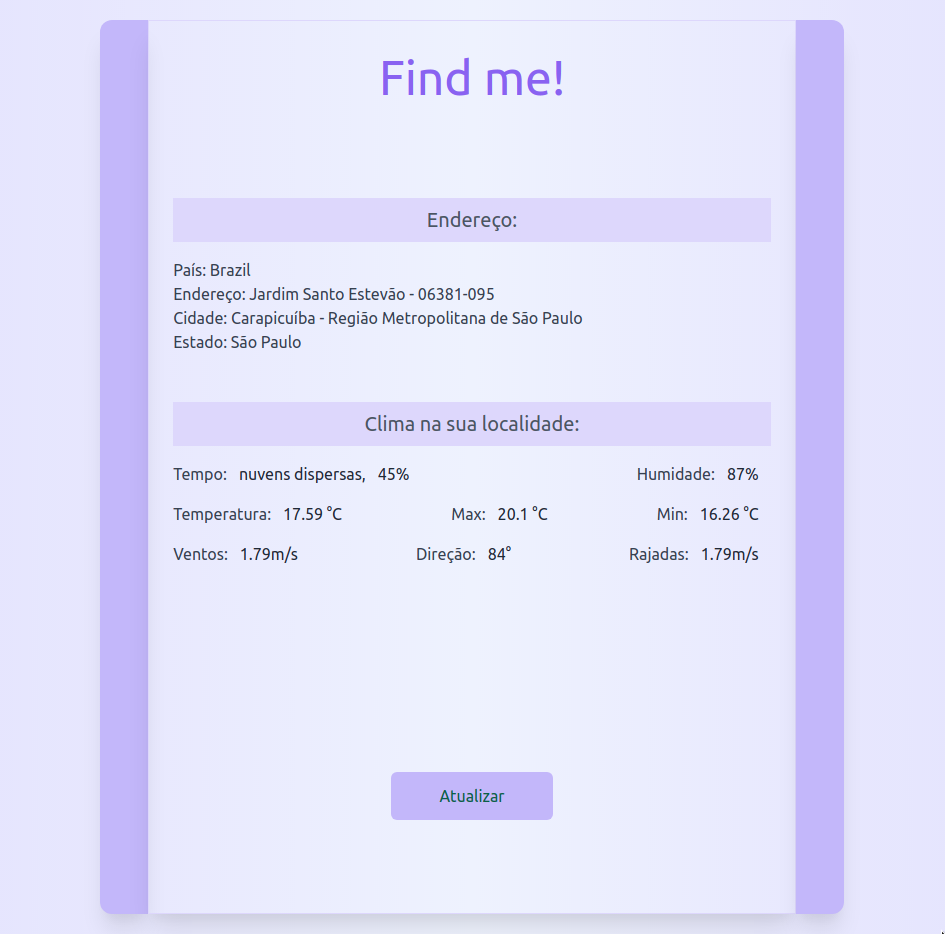 Find me!
Endereço:
País: Brazil
Endereço: Jardim Santo Estevão - 06381-095
Cidade: Carapicuíba - Região Metropolitana de São Paulo
Estado: São Paulo
Clima na sua localidade:
Tempo: nuvens dispersas, 45% Humidade: 87%
Temperatura: 17.59 °C Max: 20.1 °C Min: 16.26 °C
Ventos: 1.79m/s Direção: 84° Rajadas: 1.79m/s
Atualizar